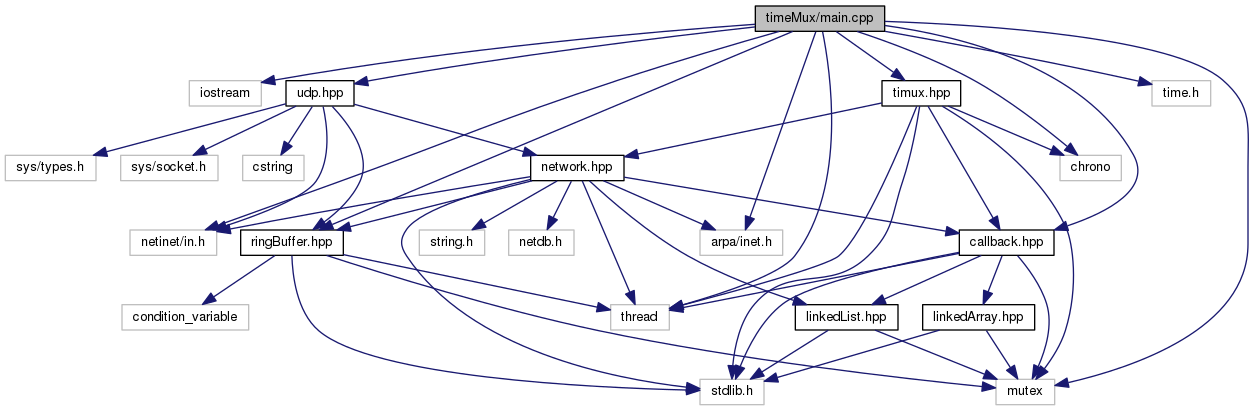 timeMux/main.cpp
iostream
udp.hpp
timux.hpp
time.h
sys/types.h
sys/socket.h
cstring
network.hpp
chrono
netinet/in.h
ringBuffer.hpp
string.h
netdb.h
arpa/inet.h
callback.hpp
condition_variable
thread
linkedList.hpp
linkedArray.hpp
stdlib.h
mutex